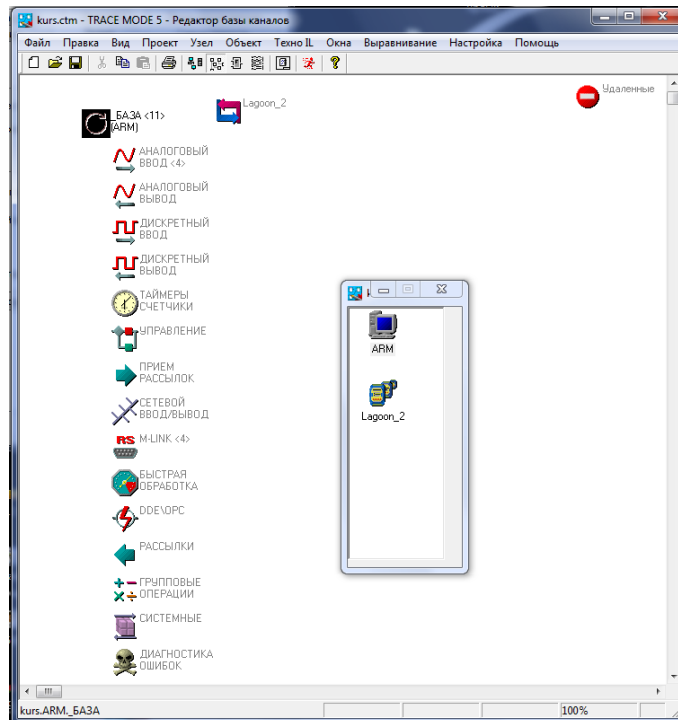 kurs.ctm - TRACE MODE 5 - Редактор базы каналов
Файл Правка Вид Проект Узел Объект Техно IL Окна Выравнивание Настройка Помощь
_БАЗА <11>
(ARM)
Lagoon_2
Удаленные
АНАЛОГОВЫЙ
ВВОД <4>
АНАЛОГОВЫЙ
ВЫВОД
ДИСКРЕТНЫЙ
ВВОД
ДИСКРЕТНЫЙ
ВЫВОД
ТАЙМЕРЫ
СЧЕТЧИКИ
УПРАВЛЕНИЕ
ПРИЕМ
РАССЫЛОК
СЕТЕВОЙ
ВВОД/ВЫВОД
RS M-LINK <4>
БЫСТРАЯ
ОБРАБОТКА
DDE\OPC
РАССЫЛКИ
ГРУППОВЫЕ
ОПЕРАЦИИ
СИСТЕМНЫЕ
ДИАГНОСТИКА
ОШИБОК
ARM
Lagoon_2
kurs.ARM._БАЗА
100%